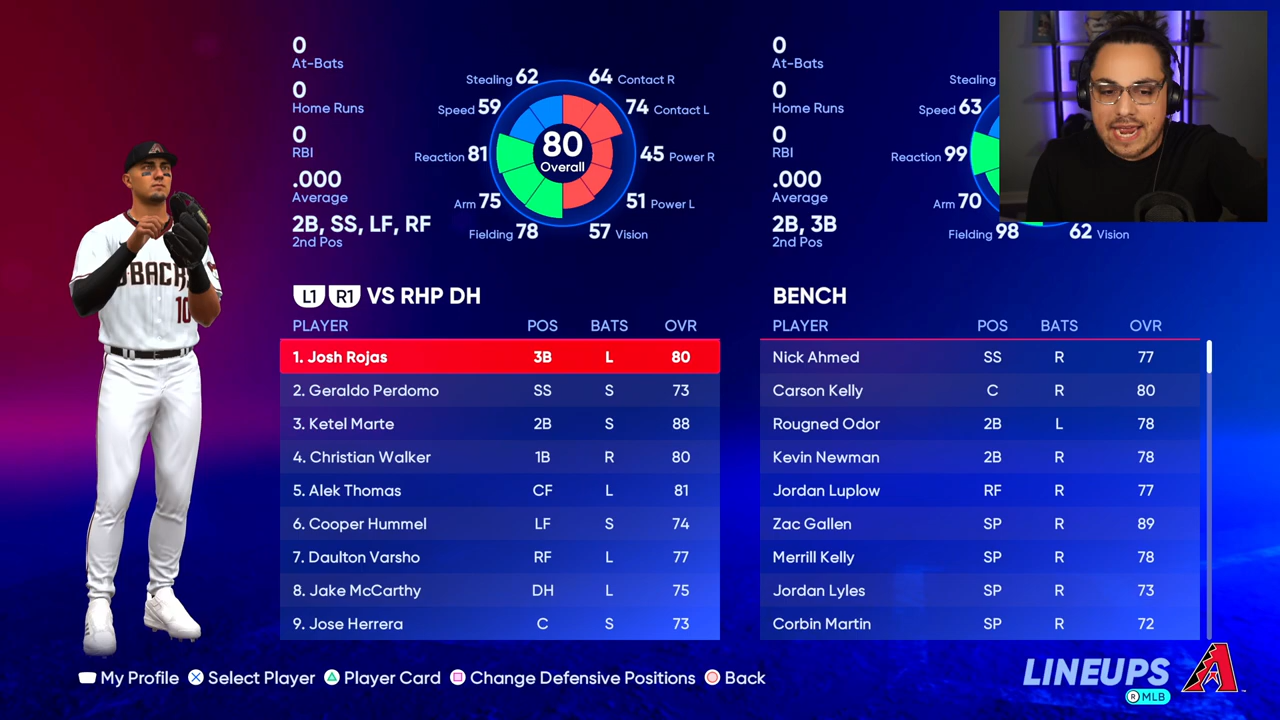 0
At-Bats
0
Home Runs
0
RBI
.000
Average
2B, SS, LF, RF
2nd Pos
Stealing 62
64 Contact R
Speed 59
74 Contact L
Reaction 81
80
Overall
45 Power R
Arm 75
51 Power L
Fielding 78
57 Vision
0
At-Bats
0
Home Runs
0
RBI
.000
Average
2B, 3B
2nd Pos
Stealing
Speed 63
Reaction 99
Arm 70
Fielding 98
62 Vision
L1 R1 VS RHP DH
PLAYER POS BATS OVR
1. Josh Rojas 3B L 80
2. Geraldo Perdomo SS S 73
3. Ketel Marte 2B S 88
4. Christian Walker 1B R 80
5. Alek Thomas CF L 81
6. Cooper Hummel LF S 74
7. Daulton Varsho RF L 77
8. Jake McCarthy DH L 75
9. Jose Herrera C S 73
BENCH
PLAYER POS BATS OVR
Nick Ahmed SS R 77
Carson Kelly C R 80
Rougned Odor 2B L 78
Kevin Newman 2B R 78
Jordan Luplow RF R 77
Zac Gallen SP R 89
Merrill Kelly SP R 78
Jordan Lyles SP R 73
Corbin Martin SP R 72
10
My Profile Select Player Player Card Change Defensive Positions Back
LINEUPS
R MLB